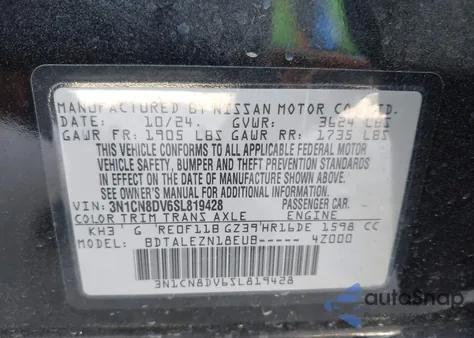 MANUFACTURED BY NISSAN MOTOR CO., LTD.
DATE: 10/24. GVWR: 3624 LBS
GAWR FR: 1905 LBS GAWR RR: 1735 LBS
THIS VEHICLE CONFORMS TO ALL APPLICABLE FEDERAL MOTOR
VEHICLE SAFETY, BUMPER AND THEFT PREVENTION STANDARDS
IN EFFECT ON THE DATE OF MANUFACTURE SHOWN ABOVE.
SEE OWNER'S MANUAL FOR ADDITIONAL INFORMATION.
VIN: 3N1CN8DV6SL819428 PASSENGER CAR
COLOR TRIM TRANS AXLE ENGINE
KH3 G RE0F11B GZ39 HR16DE 1598 CC
MODEL: BDTALEZN18EUB-----4Z000
3N1CN8DV6SL819428
autoSnap